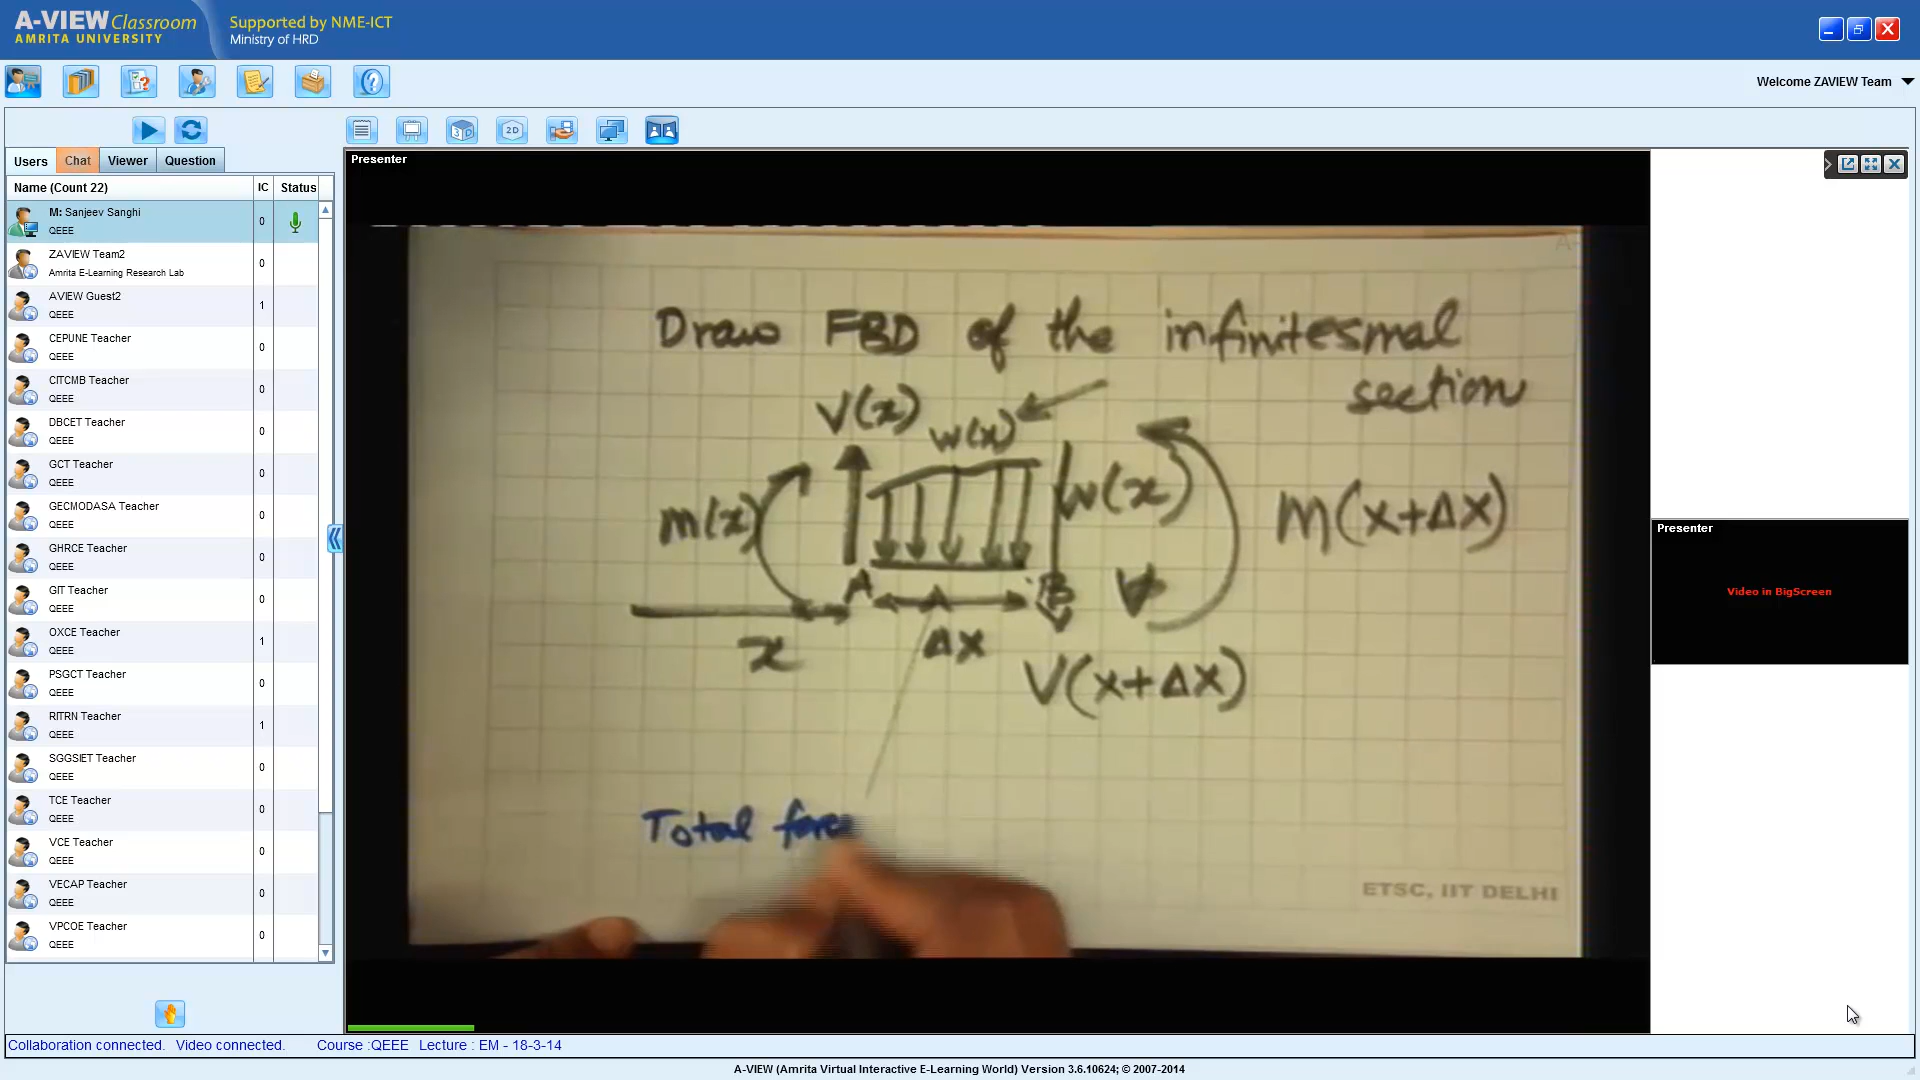 A-VIEW Classroom
AMRITA UNIVERSITY
Supported by NME-ICT
Ministry of HRD
Welcome ZAVIEW Team
3D
2D
Users
Chat
Viewer
Question
Name (Count 22)
IC
Status
M: Sanjeev Sanghi
QEEE
0
ZAVIEW Team2
Amrita E-Learning Research Lab
0
AVIEW Guest2
QEEE
1
CEPUNE Teacher
QEEE
0
CITCMB Teacher
QEEE
0
DBCET Teacher
QEEE
0
GCT Teacher
QEEE
0
GECMODASA Teacher
QEEE
0
GHRCE Teacher
QEEE
0
GIT Teacher
QEEE
0
OXCE Teacher
QEEE
1
PSGCT Teacher
QEEE
0
RITRN Teacher
QEEE
1
SGGSIET Teacher
QEEE
0
TCE Teacher
QEEE
0
VCE Teacher
QEEE
0
VECAP Teacher
QEEE
0
VPCOE Teacher
QEEE
0
Presenter
Draw FBD of the infinitesmal
section
V(x)
w(x)
m(x)
w(x)
M(x+Δx)
A
B
x
Δx
V(x+Δx)
Total force
ETSC, IIT DELHI
Presenter
Video in BigScreen
Collaboration connected. Video connected. Course :QEEE Lecture : EM - 18-3-14
A-VIEW (Amrita Virtual Interactive E-Learning World) Version 3.6.10624; © 2007-2014